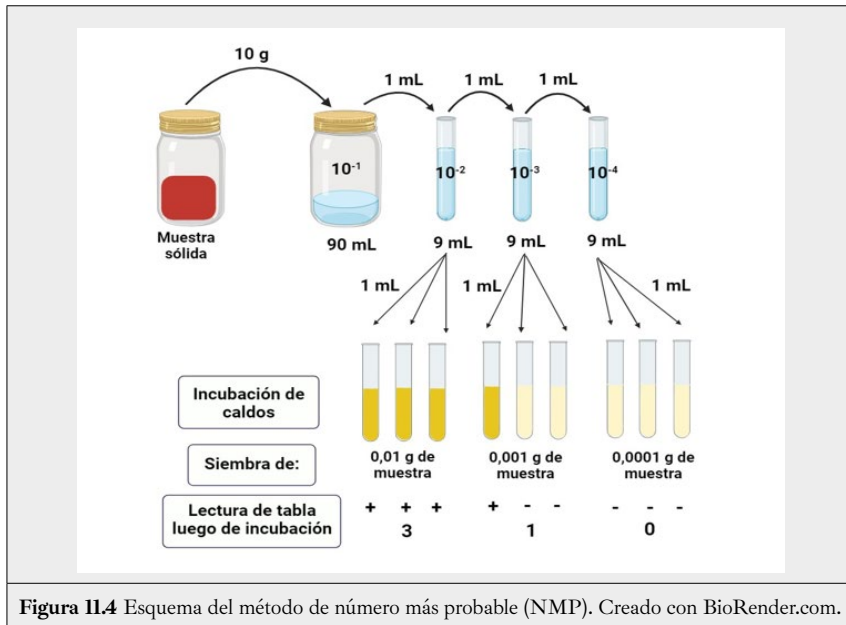 10 g
1 mL
1 mL
1 mL
10⁻¹
10⁻²
10⁻³
10⁻⁴
Muestra
sólida
90 mL
9 mL
9 mL
9 mL
1 mL
1 mL
1 mL
Incubación de
caldos
Siembra de:
0,01 g de
muestra
0,001 g de
muestra
0,0001 g de
muestra
Lectura de tabla
luego de incubación
+ + +
3
+ - -
1
- - -
0
Figura 11.4 Esquema del método de número más probable (NMP). Creado con BioRender.com.